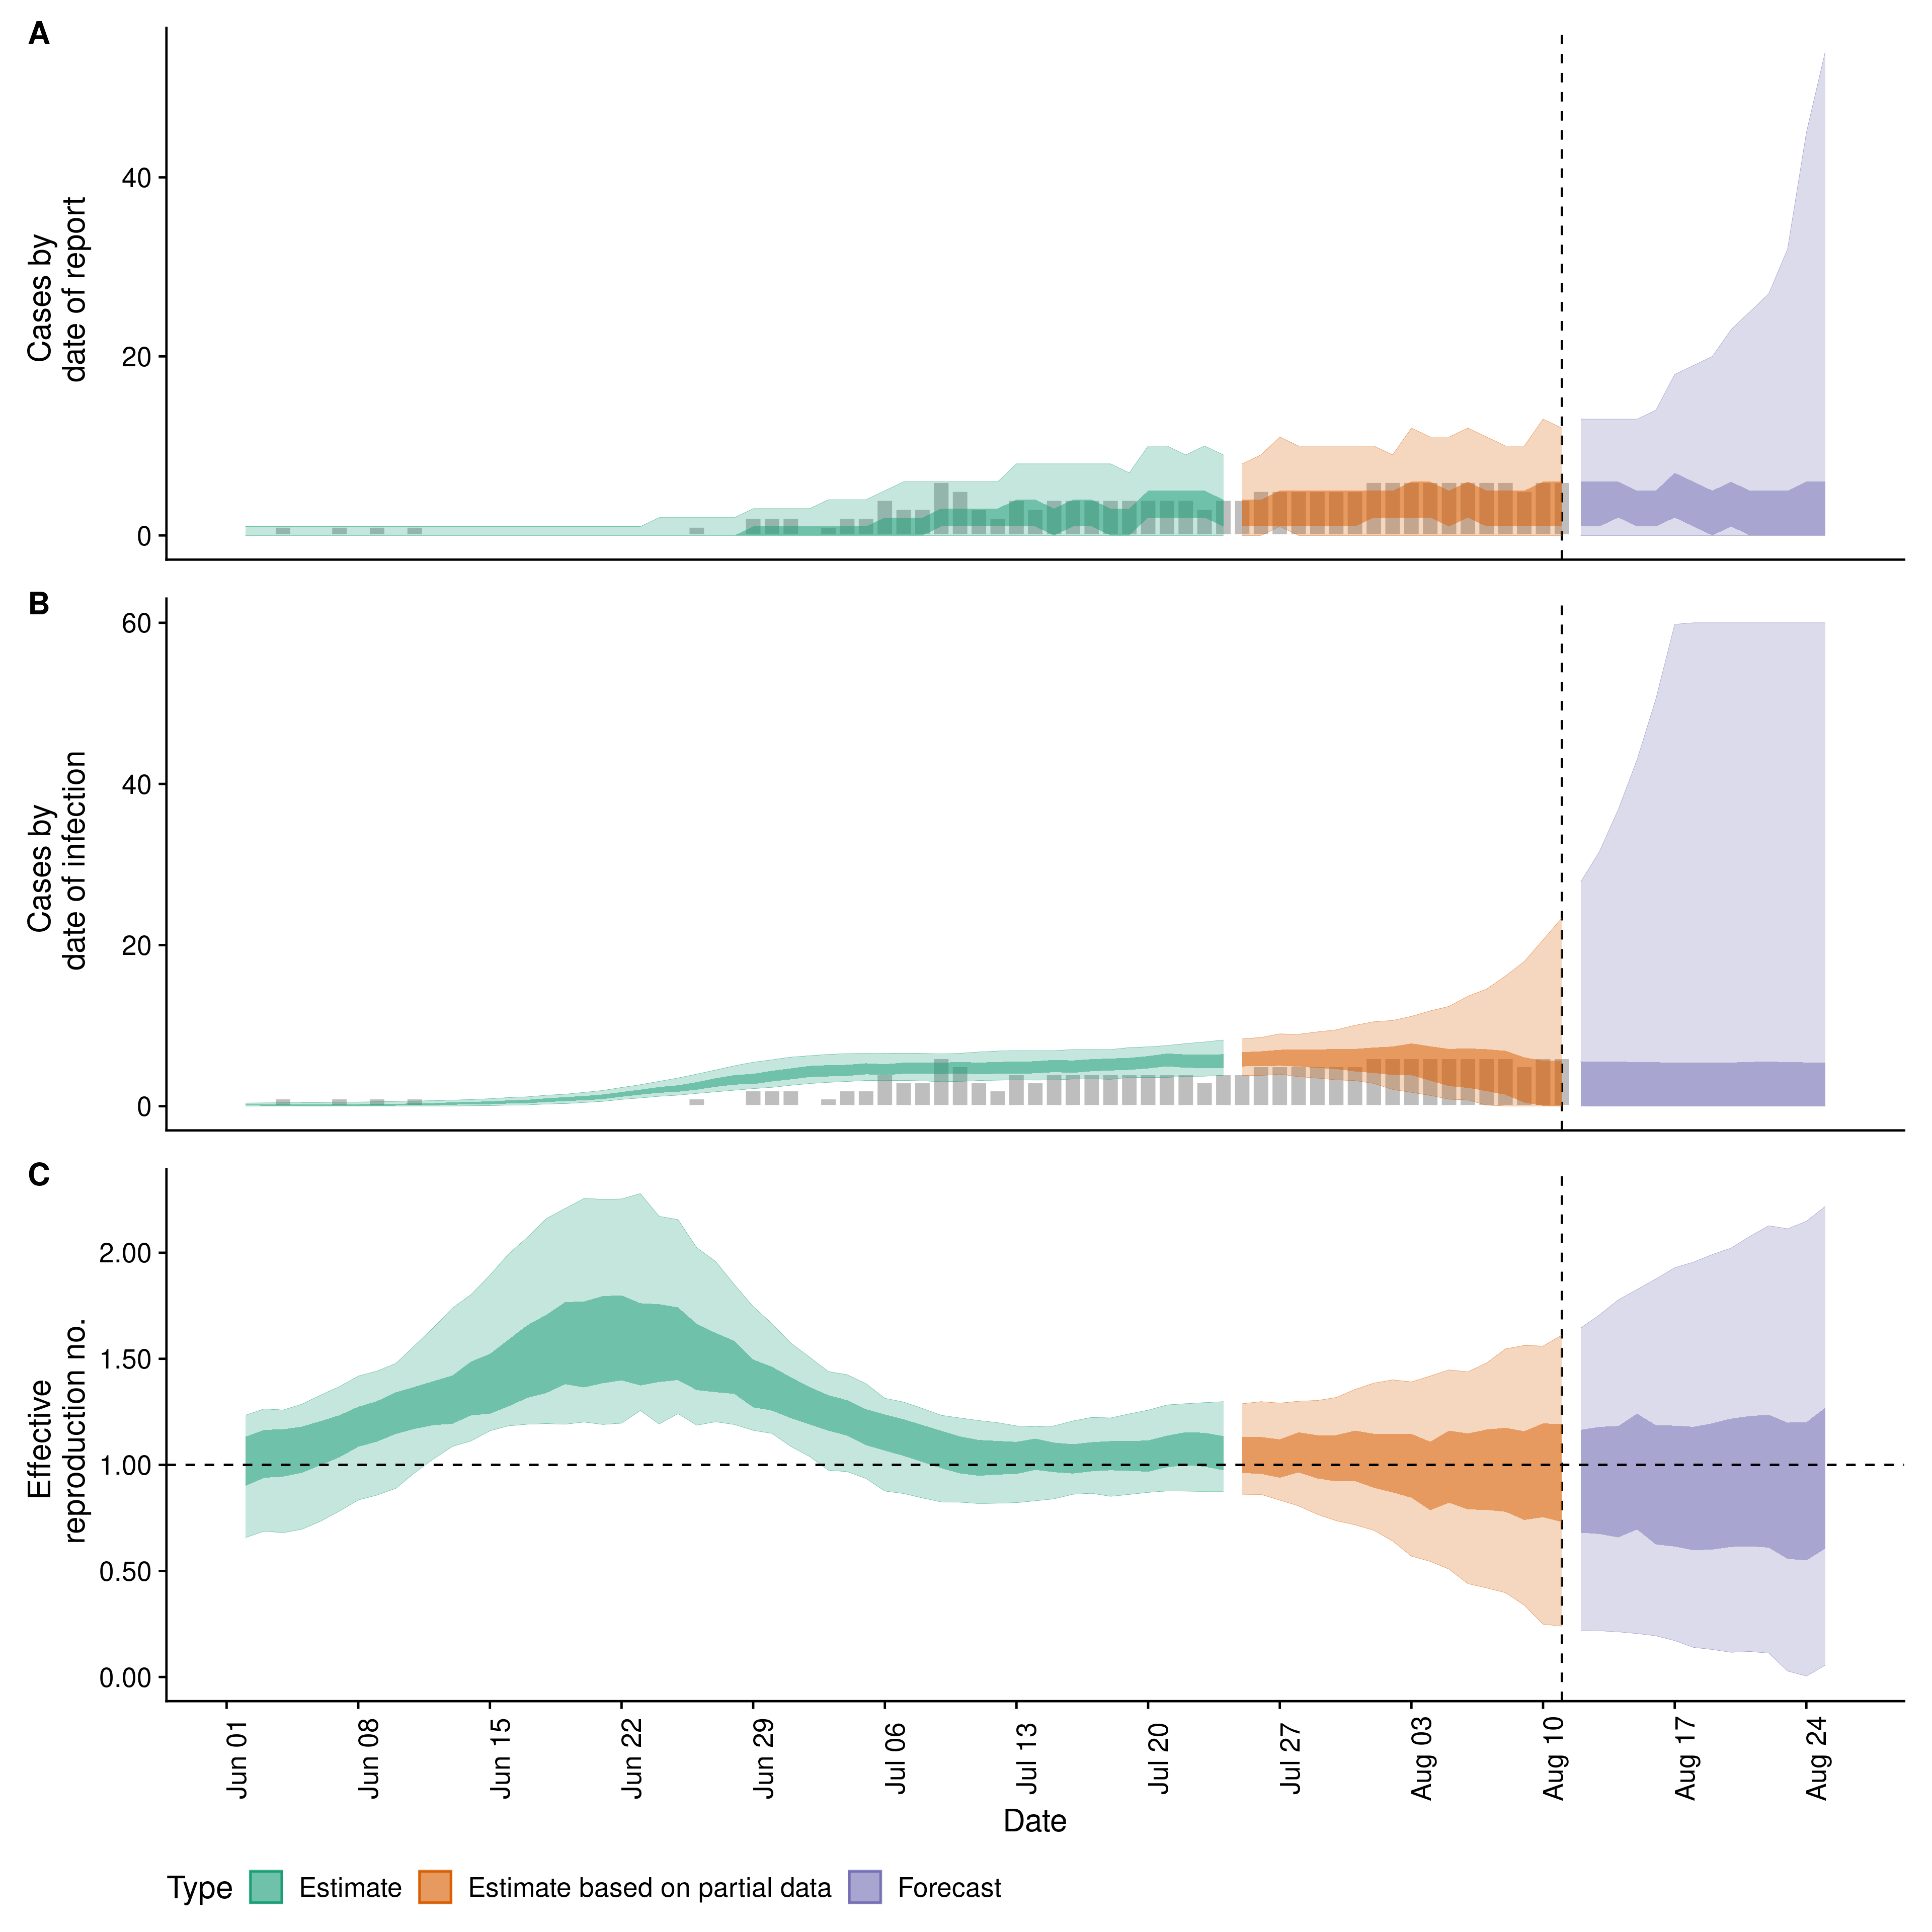 A
Cases by
date of report
40
20
0
B
Cases by
date of infection
60
40
20
0
C
Effective
reproduction no.
2.00
1.50
1.00
0.50
0.00
Jun 01
Jun 08
Jun 15
Jun 22
Jun 29
Jul 06
Jul 13
Jul 20
Jul 27
Aug 03
Aug 10
Aug 17
Aug 24
Date
Type Estimate Estimate based on partial data Forecast